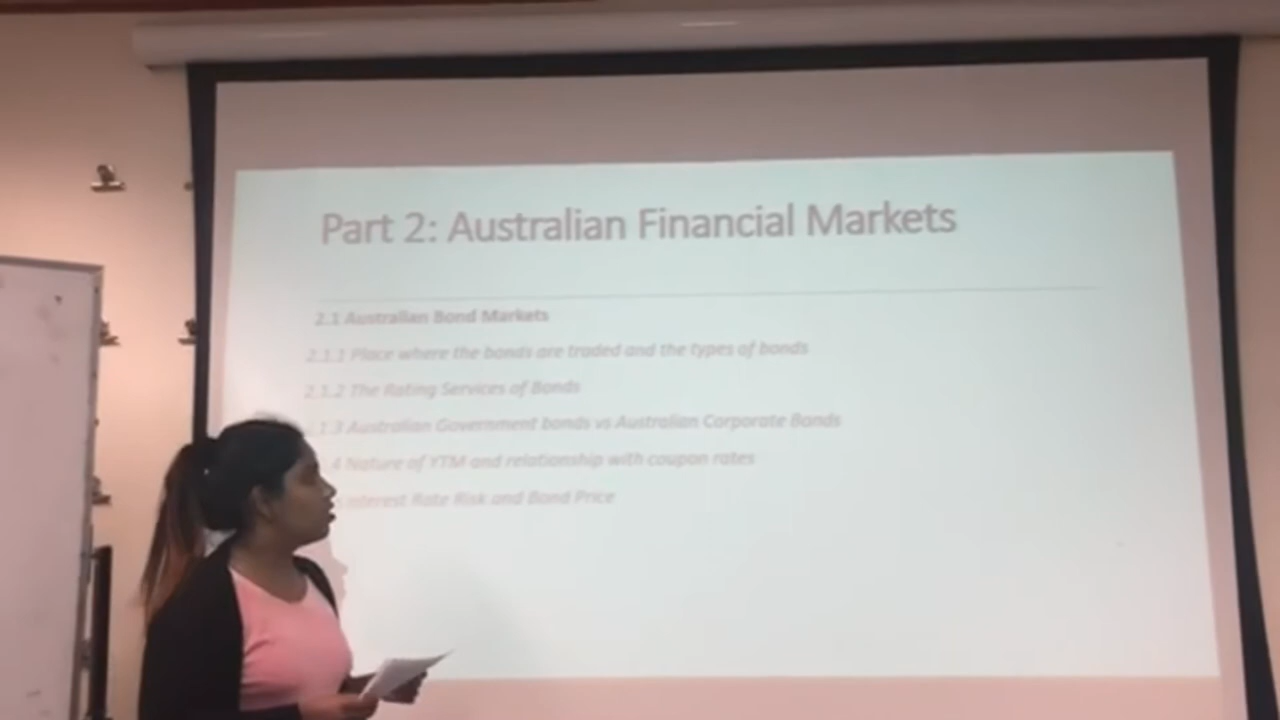 Part 2: Australian Financial Markets
2.1 Australian Bond Markets
2.1.1 Place where the bonds are traded and the types of bonds
2.1.2 The Rating Services of Bonds
.1.3 Australian Government bonds vs Australian Corporate Bonds
4 Nature of YTM and relationship with coupon rates
Interest Rate Risk and Bond Price